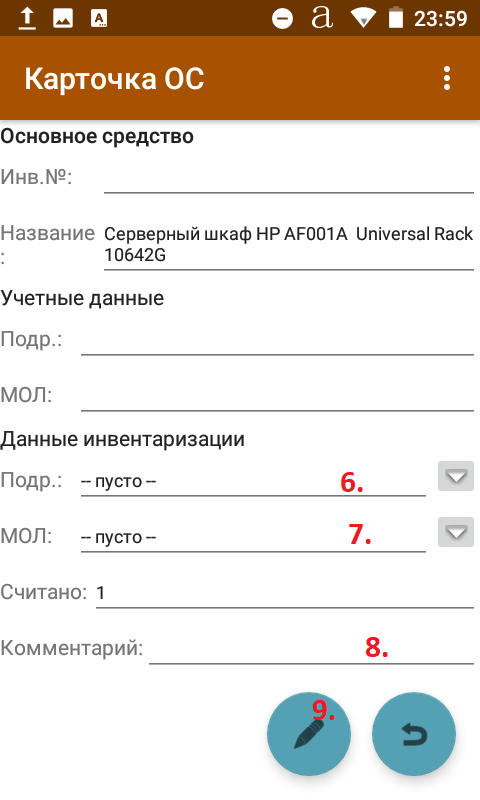 A a 23:59
Карточка ОС
Основное средство
Инв.№:
Название Серверный шкаф HP AF001A Universal Rack
: 10642G
Учетные данные
Подр.:
МОЛ:
Данные инвентаризации
Подр.: -- пусто -- 6.
МОЛ: -- пусто -- 7.
Считано: 1
Комментарий: 8.
9.